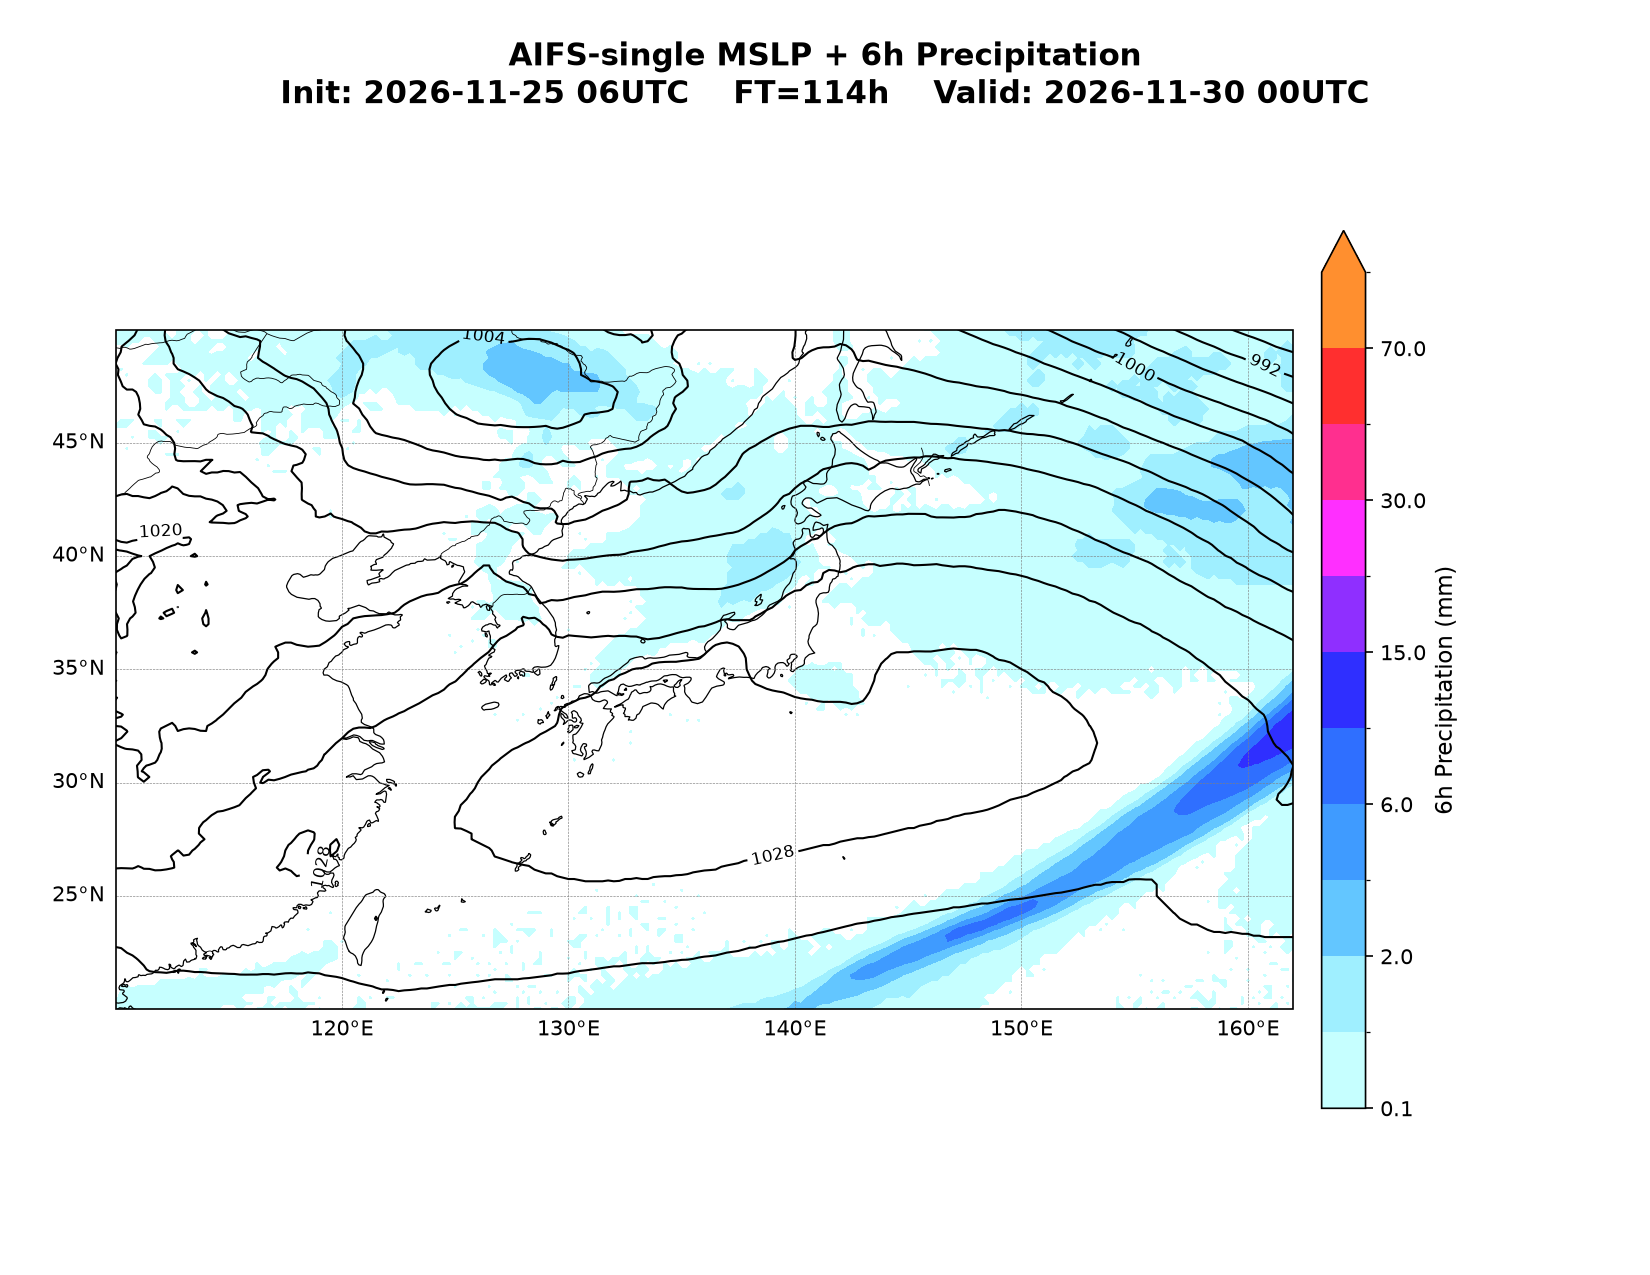 AIFS-single MSLP + 6h Precipitation
Init: 2026-11-25 06UTC    FT=114h    Valid: 2026-11-30 00UTC
1004
1000
992
1020
1028
1028
45°N
40°N
35°N
30°N
25°N
120°E
130°E
140°E
150°E
160°E
70.0
30.0
15.0
6.0
2.0
0.1
6h Precipitation (mm)